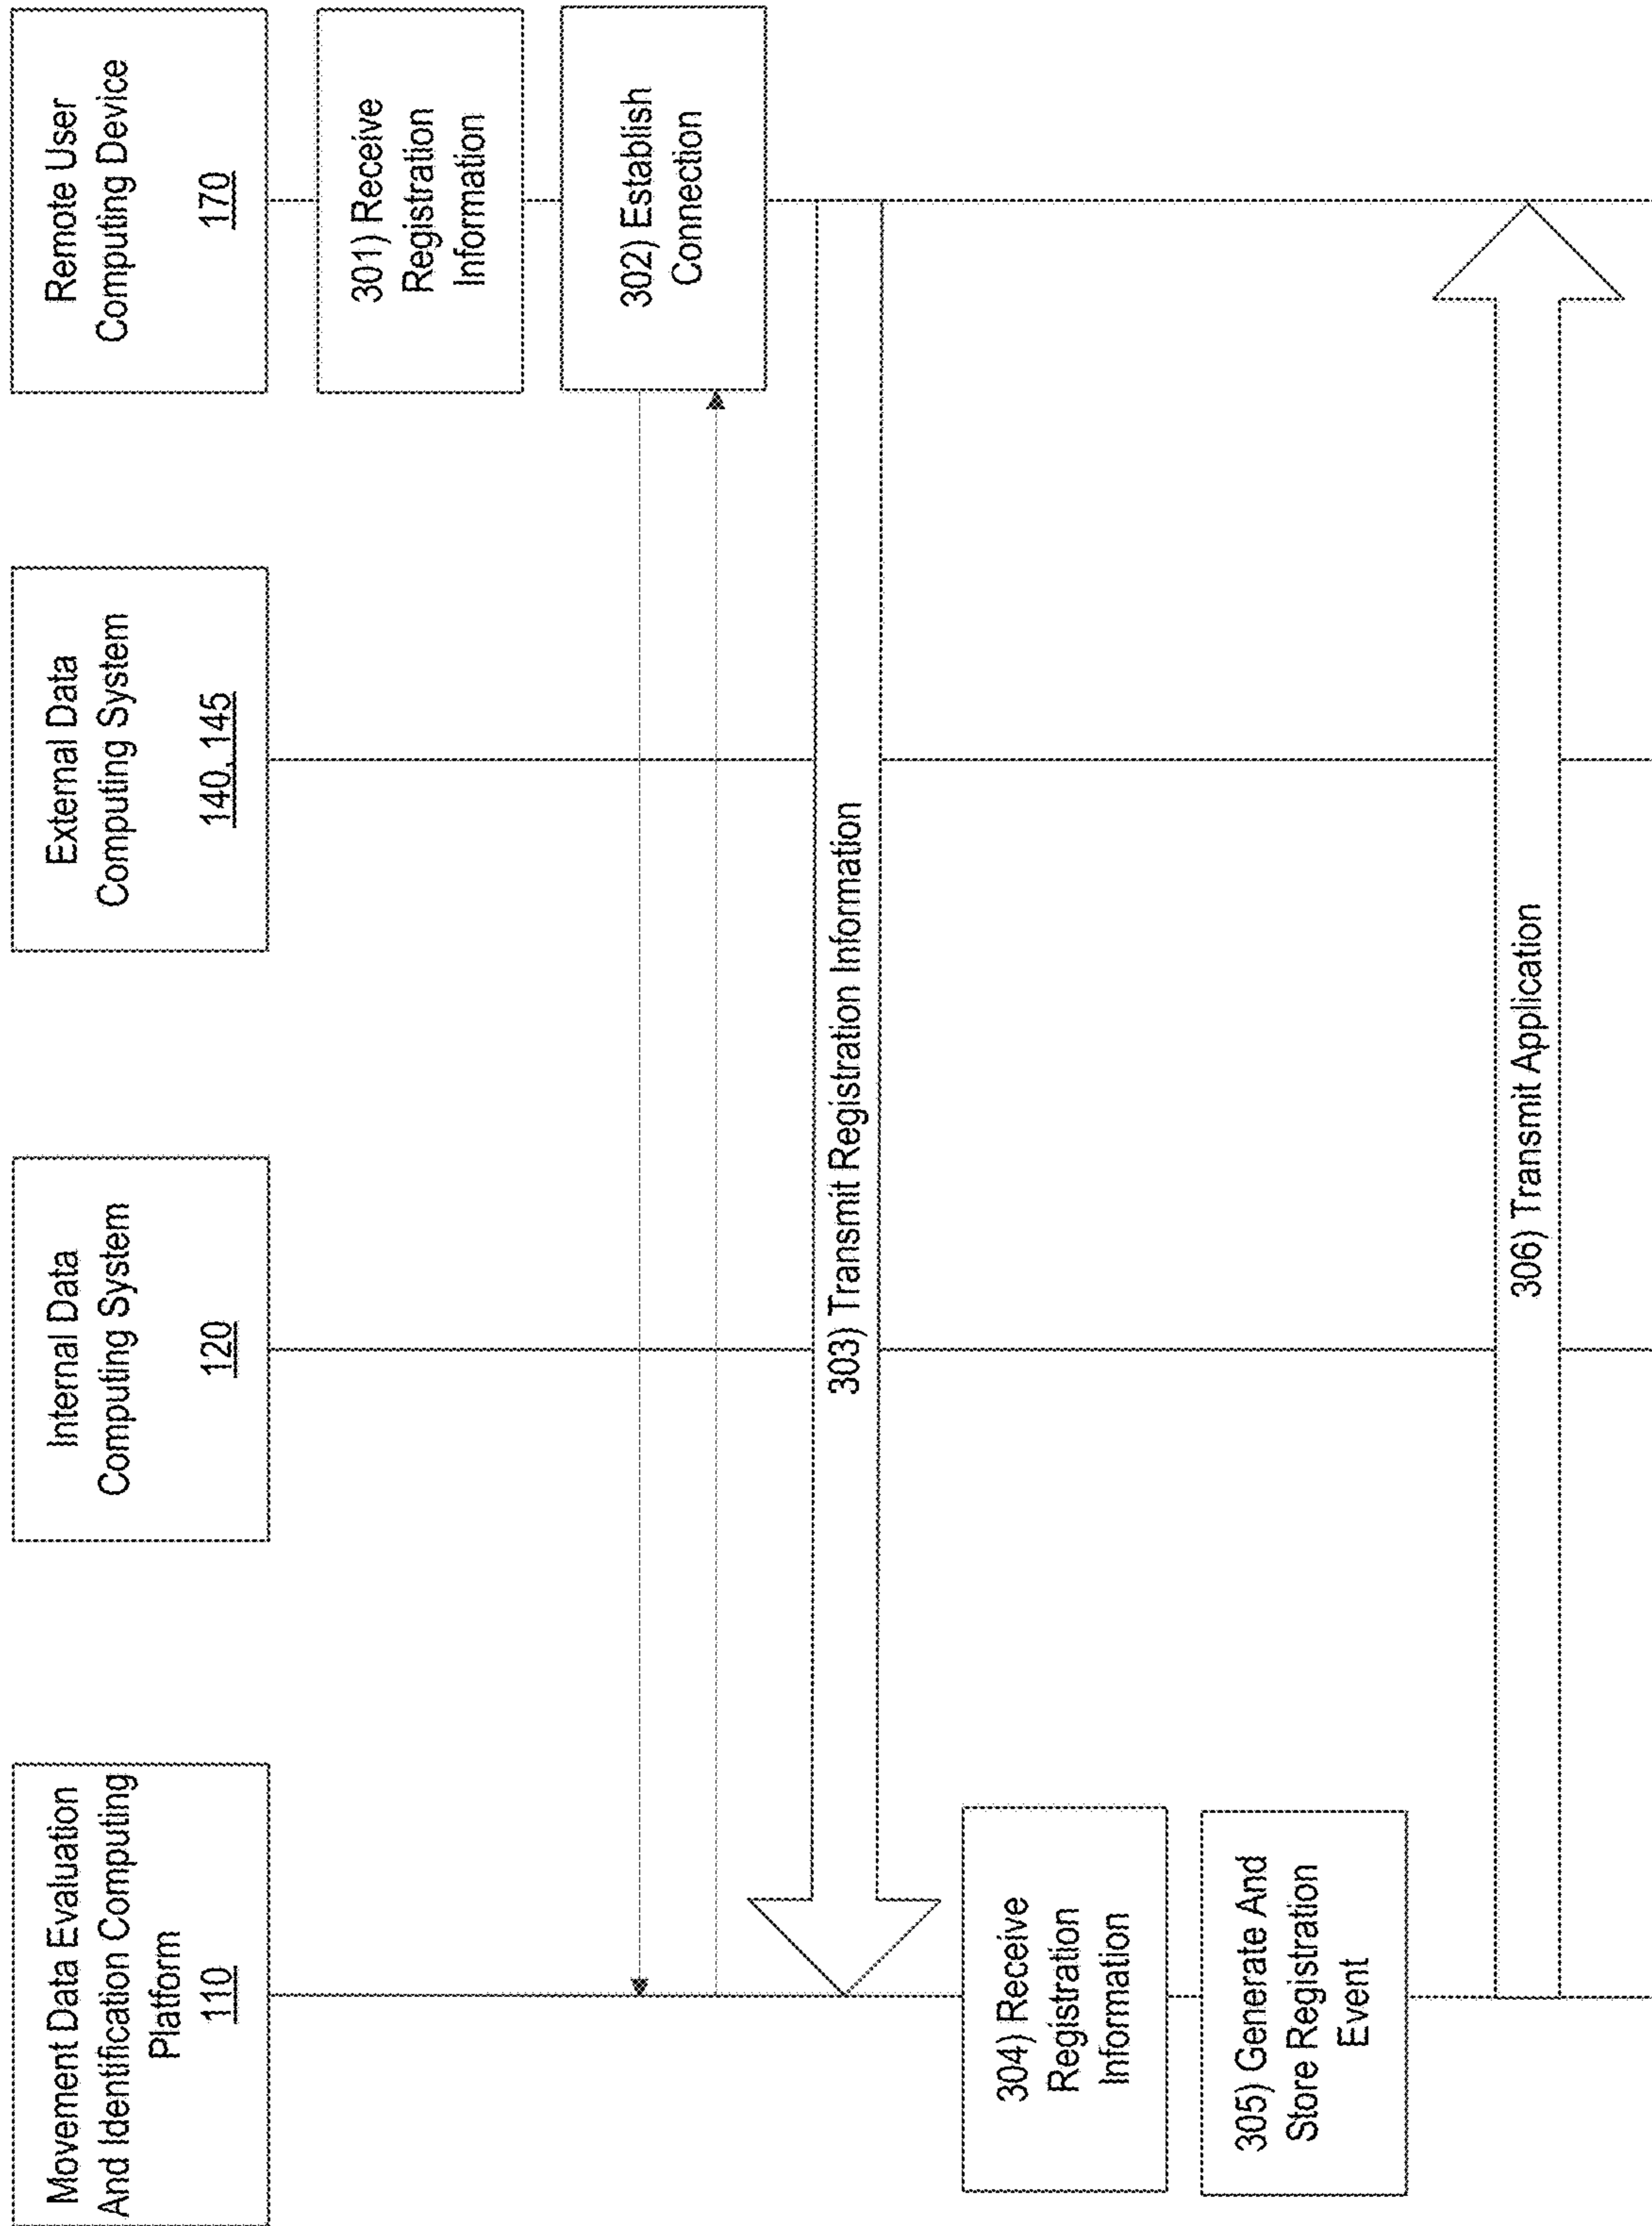 Movement Data Evaluation
And Identification Computing
Platform
110
Internal Data
Computing System
120
External Data
Computing System
140, 145
Remote User
Computing Device
170
301) Receive
Registration
Information
302) Establish
Connection
303) Transmit Registration Information
304) Receive
Registration
Information
305) Generate And
Store Registration
Event
306) Transmit Application